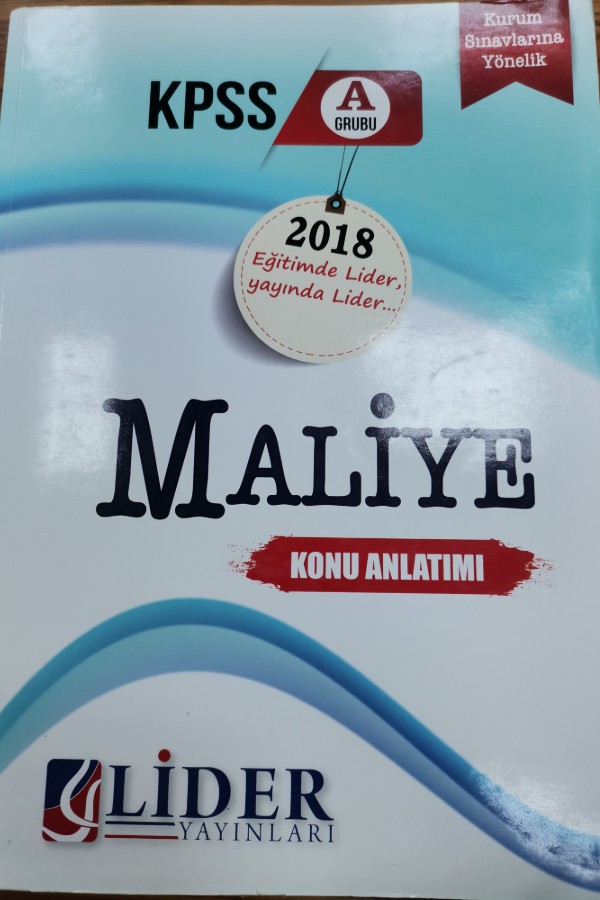 Kurum
Sınavlarına
Yönelik
KPSS
A
GRUBU
2018
Eğitimde Lider,
yayında Lider...
MALİYE
KONU ANLATIMI
LİDER
YAYINLARI